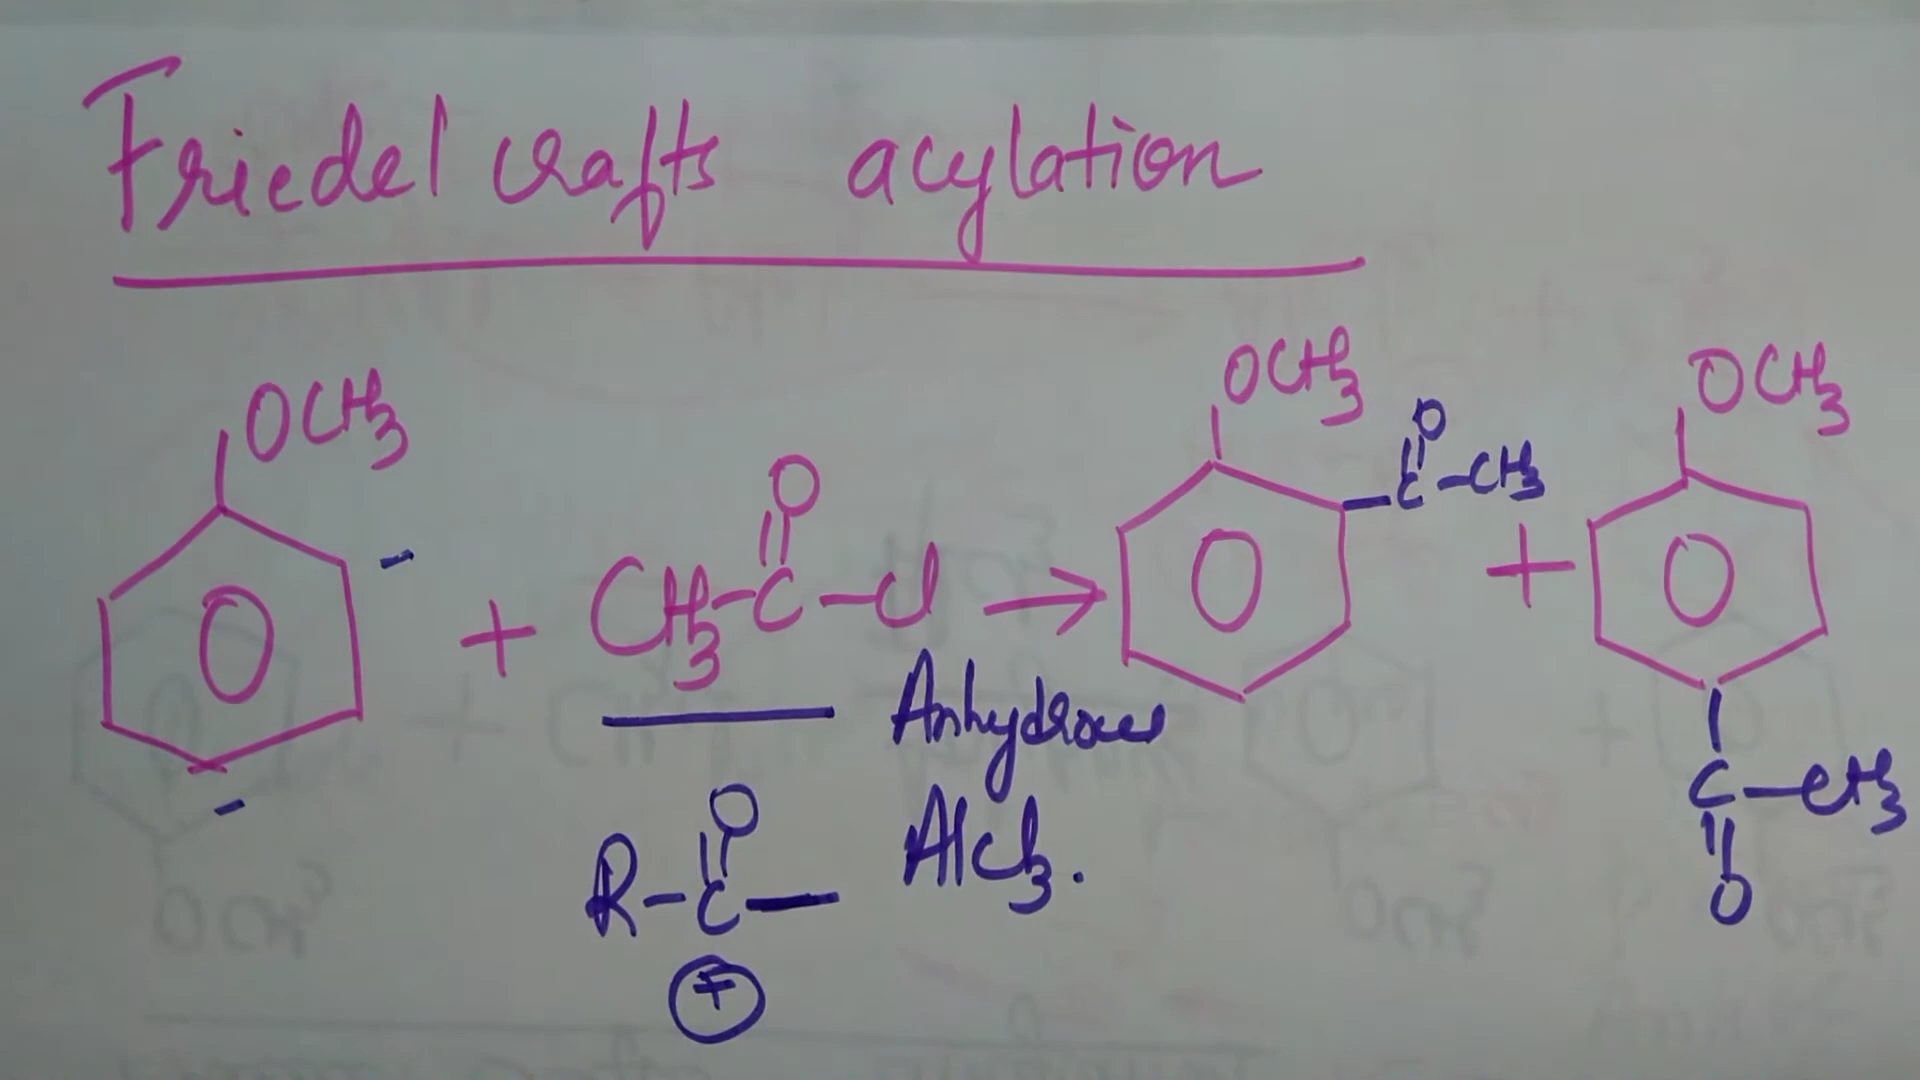 Friedel crafts acylation
OCH3
+ CH3-C-Cl →
O
OCH3
O
C-CH3
+
OCH3
C-CH3
O
Anhydrous
AlCl3.
O
R-C-
+